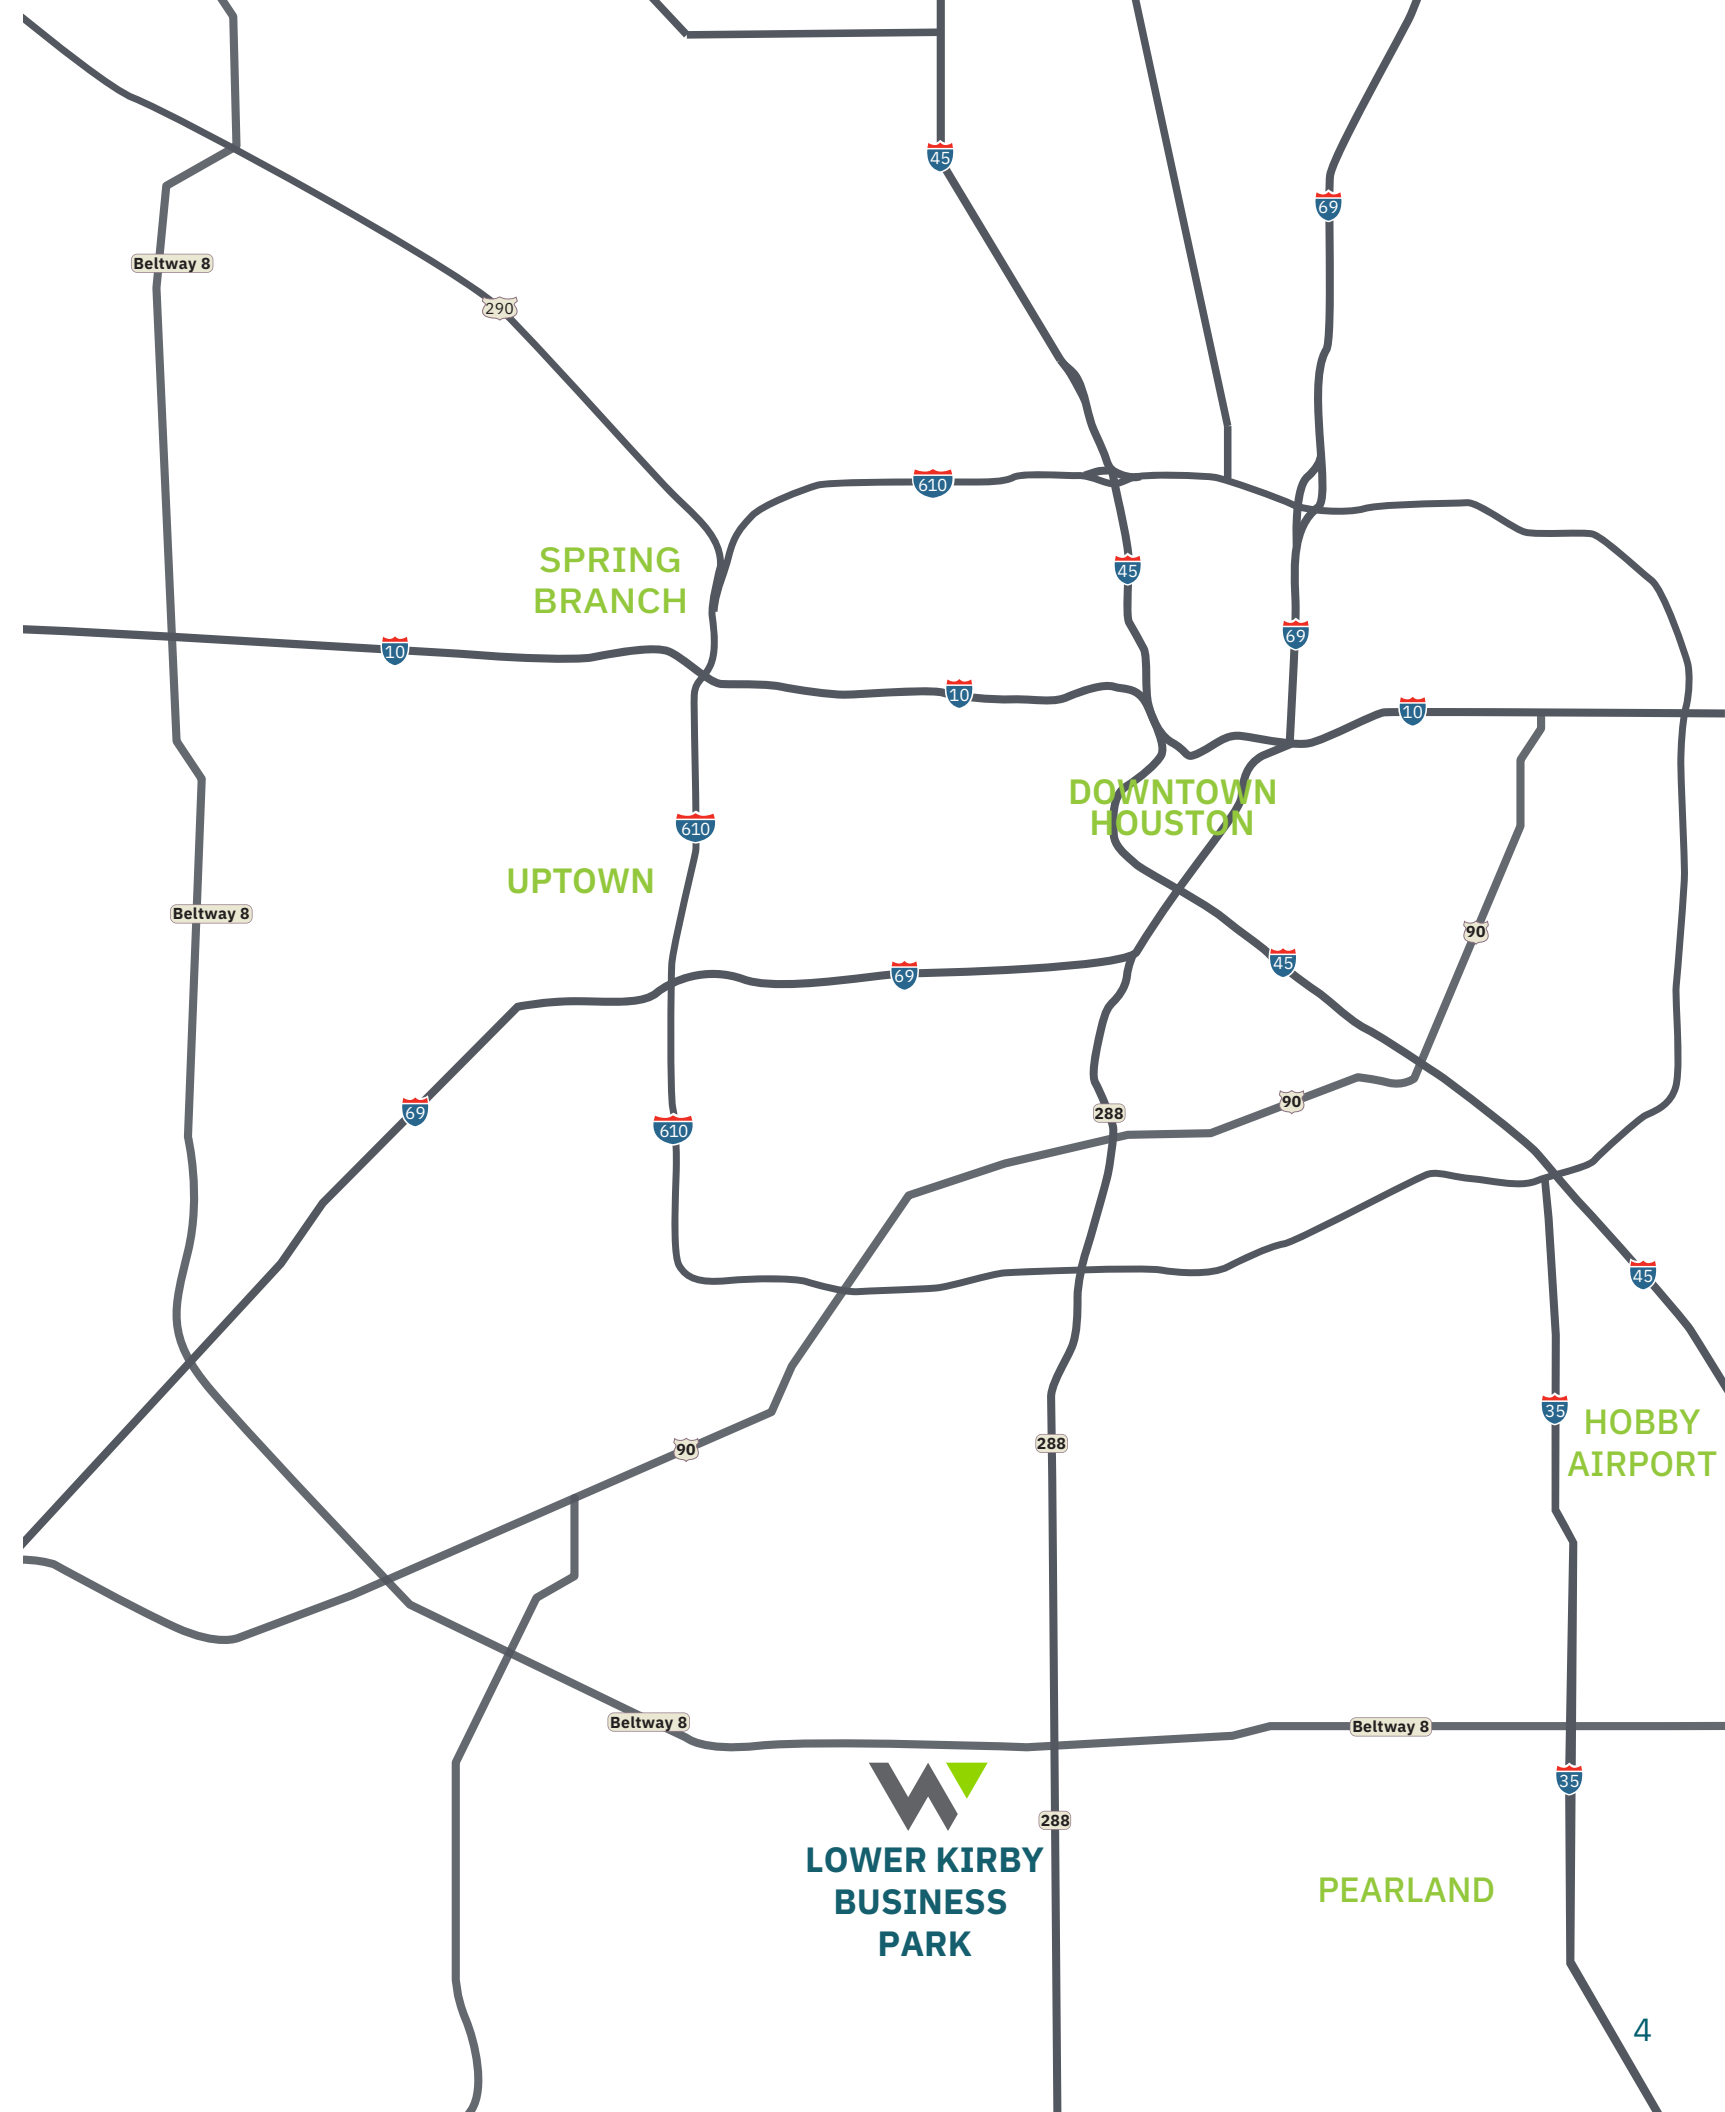 45
69
Beltway 8
290
610
SPRING
BRANCH
45
69
10
10
10
DOWNTOWN
HOUSTON
610
UPTOWN
Beltway 8
90
45
69
69
288
90
610
45
35
HOBBY
AIRPORT
90
288
Beltway 8
Beltway 8
35
288
LOWER KIRBY
BUSINESS
PARK
PEARLAND
4